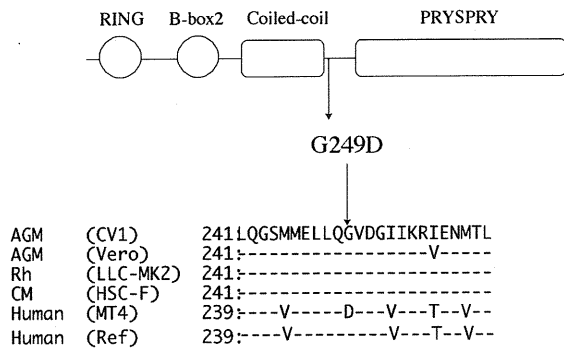 RING B-box2 Coiled-coil PRYSPRY
G249D
AGM (CV1) 241:LQGSMMELLQGVDGIIKRIENMTL
AGM (Vero) 241:------------------V-----
Rh (LLC-MK2) 241:------------------------
CM (HSC-F) 241:------------------------
Human (MT4) 239:----V-----D---V---T--V--
Human (Ref) 239:----V---------V---T--V--